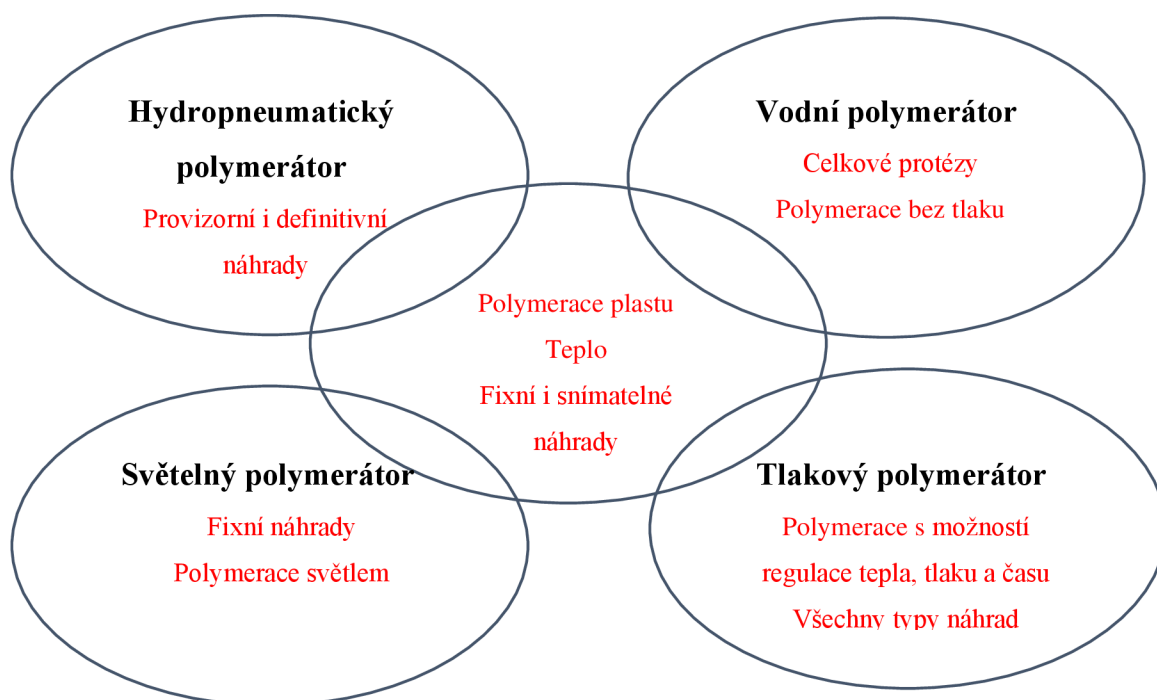 Hydropneumatický
polymerátor
Provizorní i definitivní
náhrady
Vodní polymerátor
Celkové protézy
Polymerace bez tlaku
Polymerace plastu
Teplo
Fixní i snímatelné
náhrady
Světelný polymerátor
Fixní náhrady
Polymerace světlem
Tlakový polymerátor
Polymerace s možností
regulace tepla, tlaku a času
Všechny typy náhrad